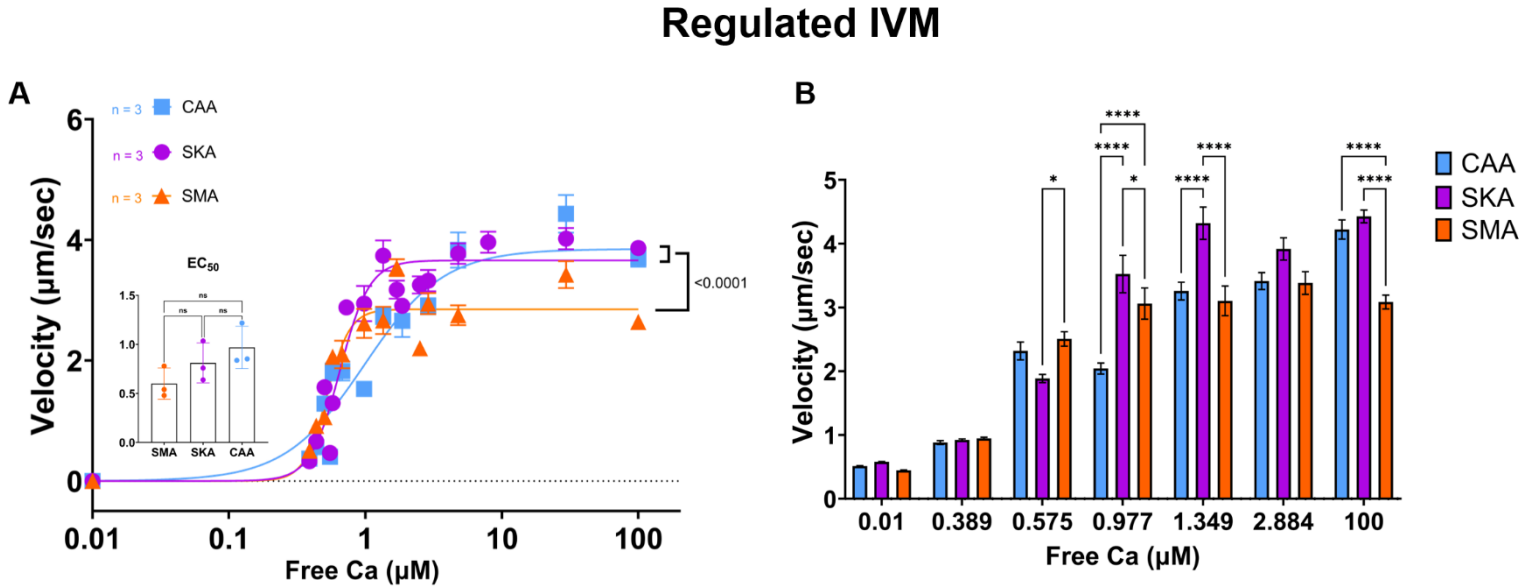 Regulated IVM
A
n = 3 CAA
n = 3 SKA
n = 3 SMA
Velocity (µm/sec)
6
4
2
0
<0.0001
EC50
1.5
1.0
0.5
0.0
ns
ns ns
SMA SKA CAA
0.01 0.1 1 10 100
Free Ca (µM)
B
CAA
SKA
SMA
Velocity (µm/sec)
5
4
3
2
1
0
****
**** **** ****
* * **** **** ****
0.01 0.389 0.575 0.977 1.349 2.884 100
Free Ca (µM)